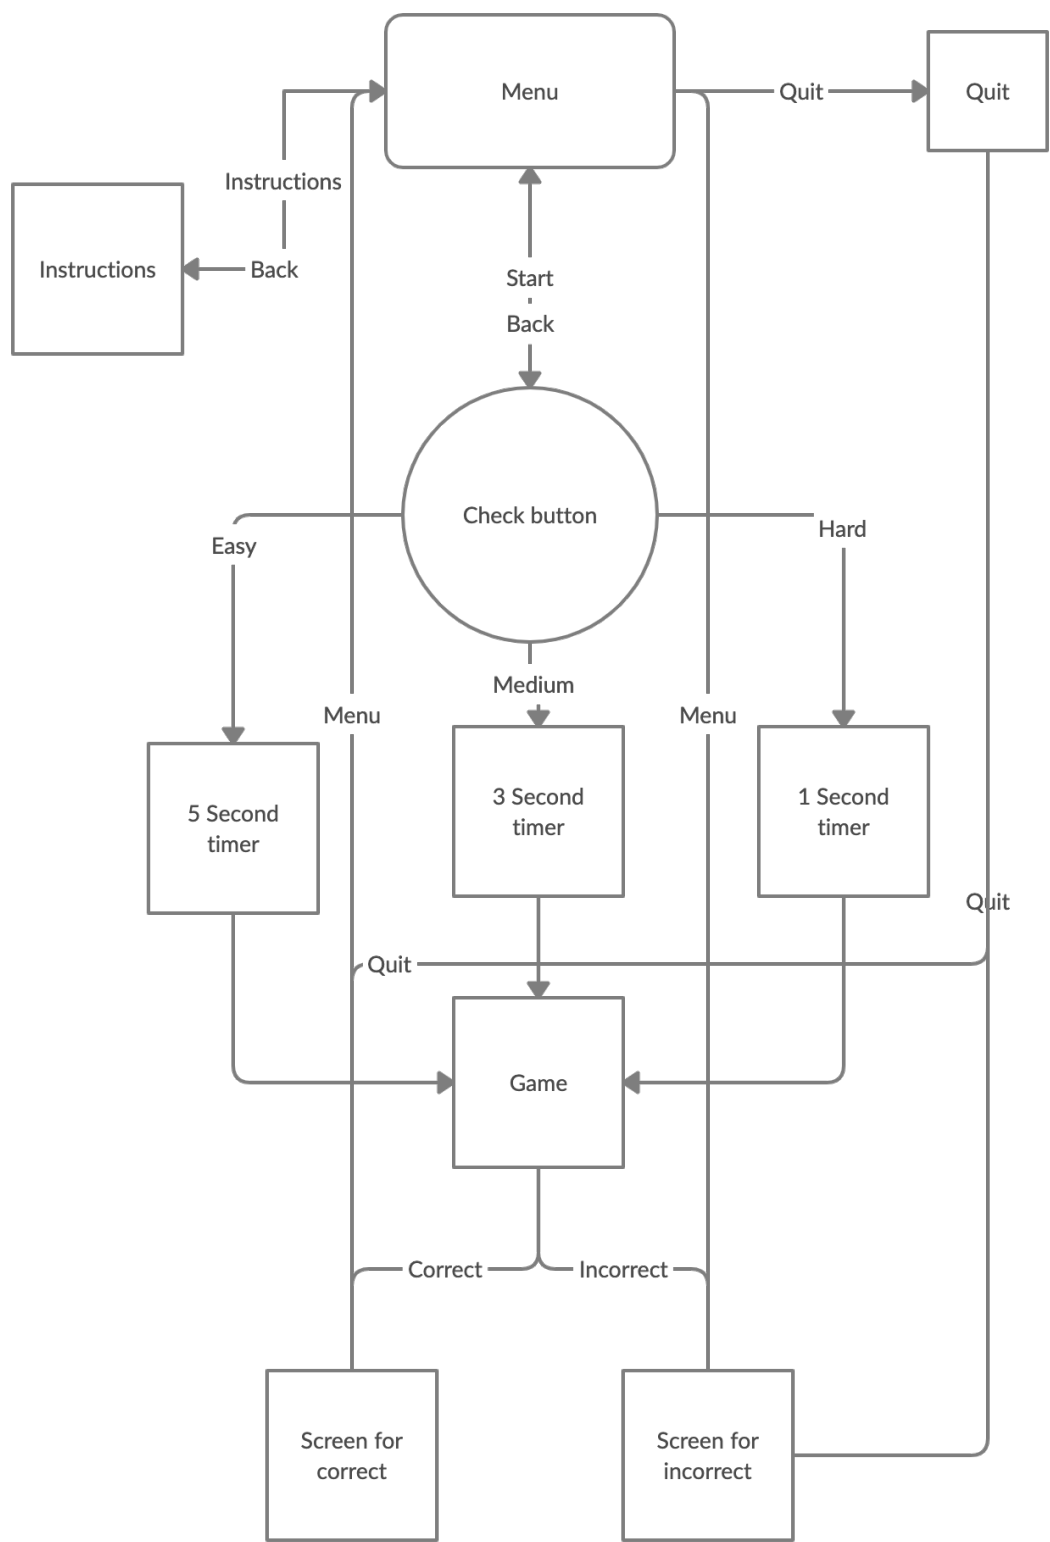 Menu
Quit
Quit
Instructions
Instructions
Back
Start
Back
Check button
Easy
Hard
Medium
Menu
Menu
5 Second
timer
3 Second
timer
1 Second
timer
Quit
Quit
Game
Correct
Incorrect
Screen for
correct
Screen for
incorrect